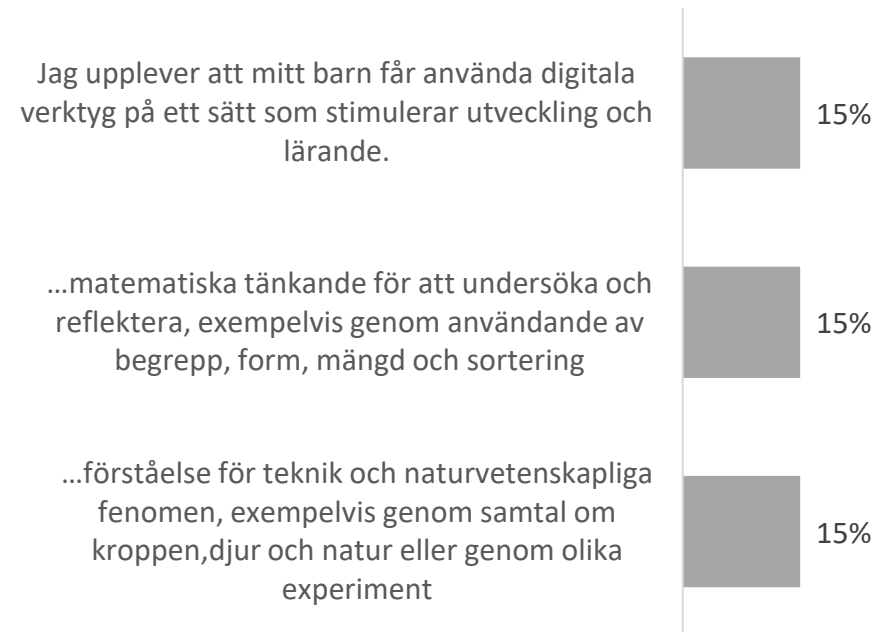 Jag upplever att mitt barn får använda digitala
verktyg på ett sätt som stimulerar utveckling och
lärande.
15%
…matematiska tänkande för att undersöka och
reflektera, exempelvis genom användande av
begrepp, form, mängd och sortering
15%
…förståelse för teknik och naturvetenskapliga
fenomen, exempelvis genom samtal om
kroppen,djur och natur eller genom olika
experiment
15%